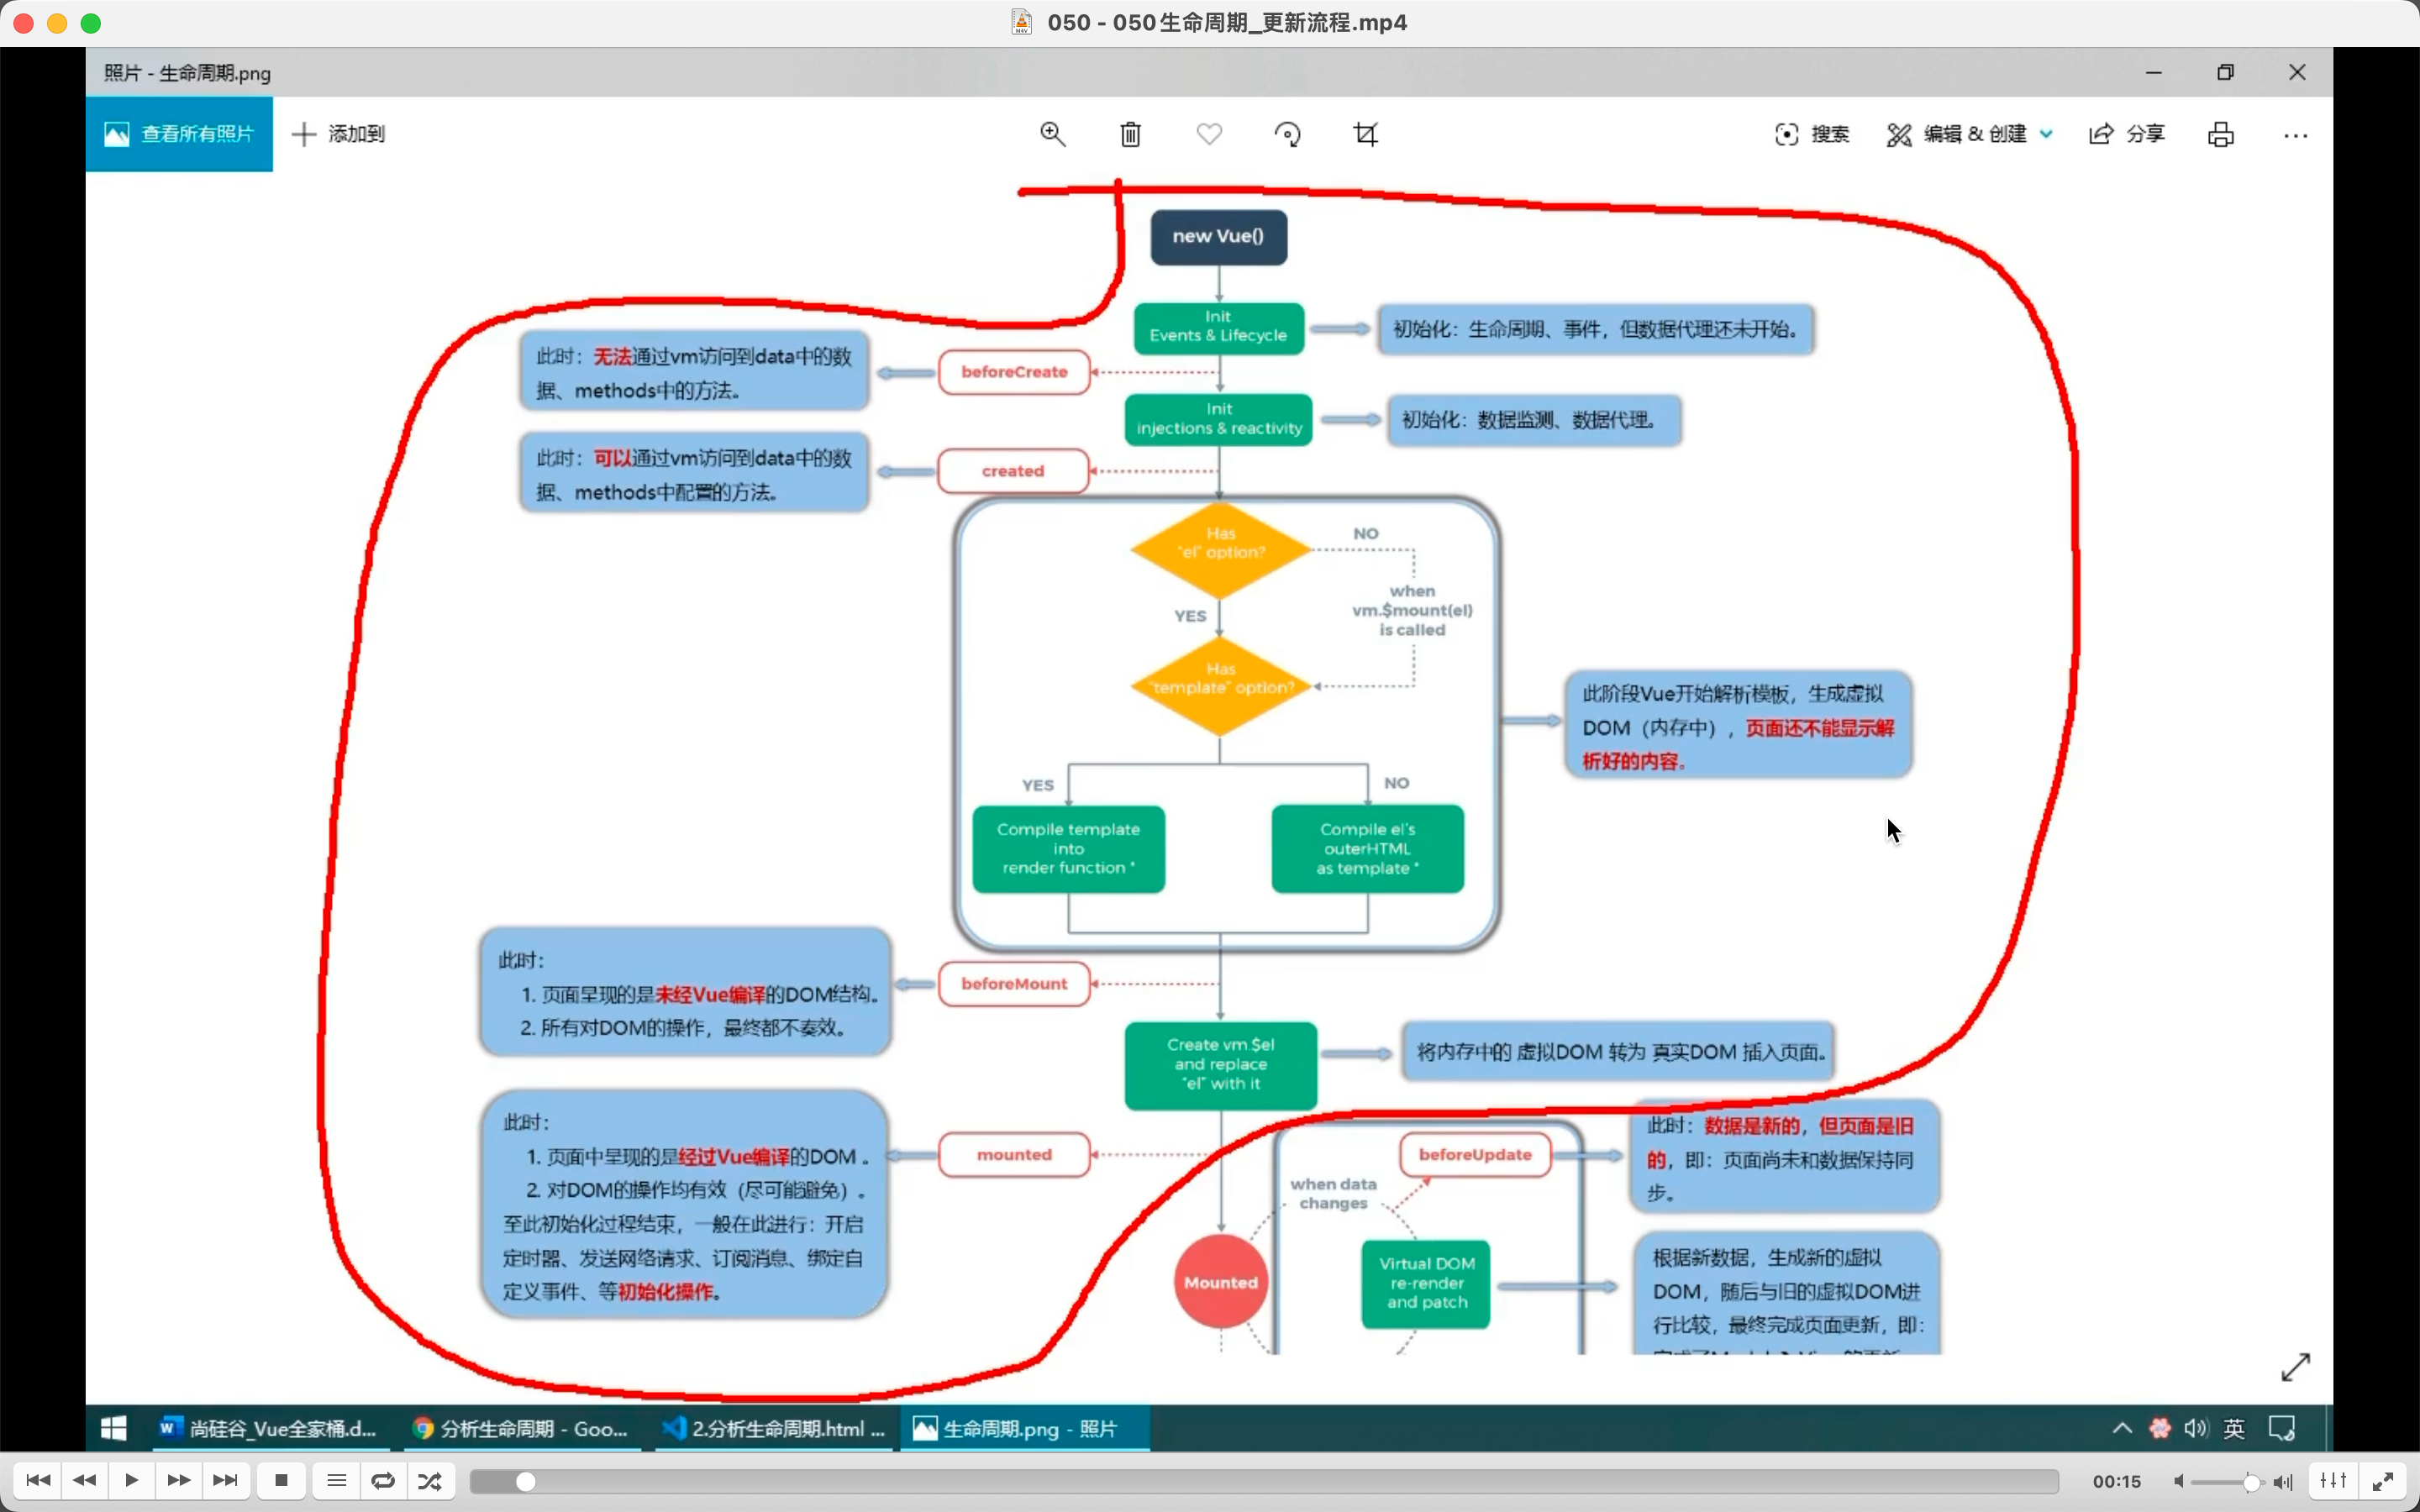 050 - 050生命周期_更新流程.mp4
照片 - 生命周期.png
查看所有照片
添加到
搜索
编辑 & 创建
分享
new Vue()
Init
Events & Lifecycle
初始化：生命周期、事件，但数据代理还未开始。
此时：无法通过vm访问到data中的数
据、methods中的方法。
beforeCreate
Init
injections & reactivity
初始化：数据监测、数据代理。
此时：可以通过vm访问到data中的数
据、methods中配置的方法。
created
Has
"el" option?
NO
when
vm.$mount(el)
is called
YES
Has
"template" option?
此阶段Vue开始解析模板，生成虚拟
DOM（内存中），页面还不能显示解
析好的内容。
YES
NO
Compile template
into
render function *
Compile el's
outerHTML
as template *
此时：
1. 页面呈现的是未经Vue编译的DOM结构。
2. 所有对DOM的操作，最终都不奏效。
beforeMount
Create vm.$el
and replace
"el" with it
将内存中的 虚拟DOM 转为 真实DOM 插入页面。
此时：
1. 页面中呈现的是经过Vue编译的DOM 。
2. 对DOM的操作均有效（尽可能避免）。
至此初始化过程结束，一般在此进行：开启
定时器、发送网络请求、订阅消息、绑定自
定义事件、等初始化操作。
mounted
beforeUpdate
此时：数据是新的，但页面是旧
的，即：页面尚未和数据保持同
步。
when data
changes
Mounted
Virtual DOM
re-render
and patch
根据新数据，生成新的虚拟
DOM，随后与旧的虚拟DOM进
行比较，最终完成页面更新，即：
尚硅谷_Vue全家桶.d...
分析生命周期 - Goo...
2.分析生命周期.html ...
生命周期.png - 照片
英
00:15